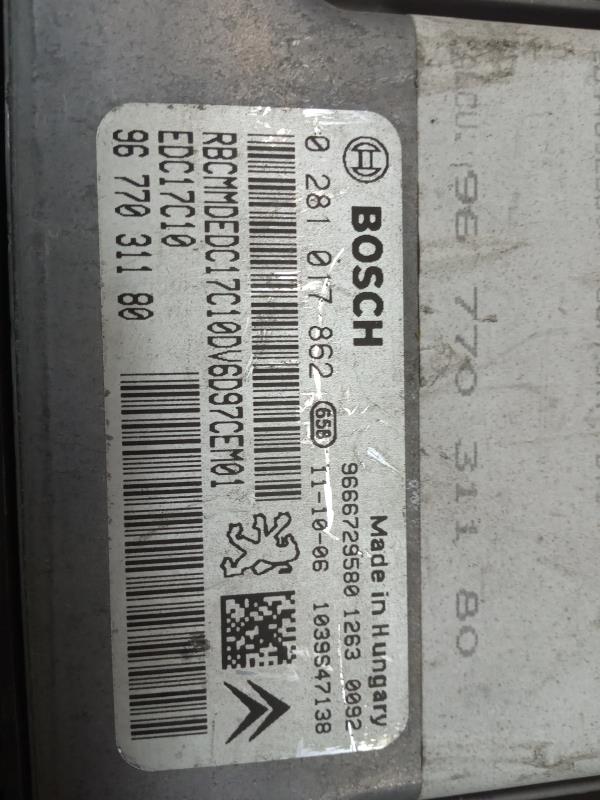 BOSCH
Made in Hungary
9666729580 1263 0092
0 281 017 862 658 11-10-06 1039S47138
RBCMMDEDC17C10DV6D97CEM01
EDC17C10
96 770 311 80
96 770 311 80